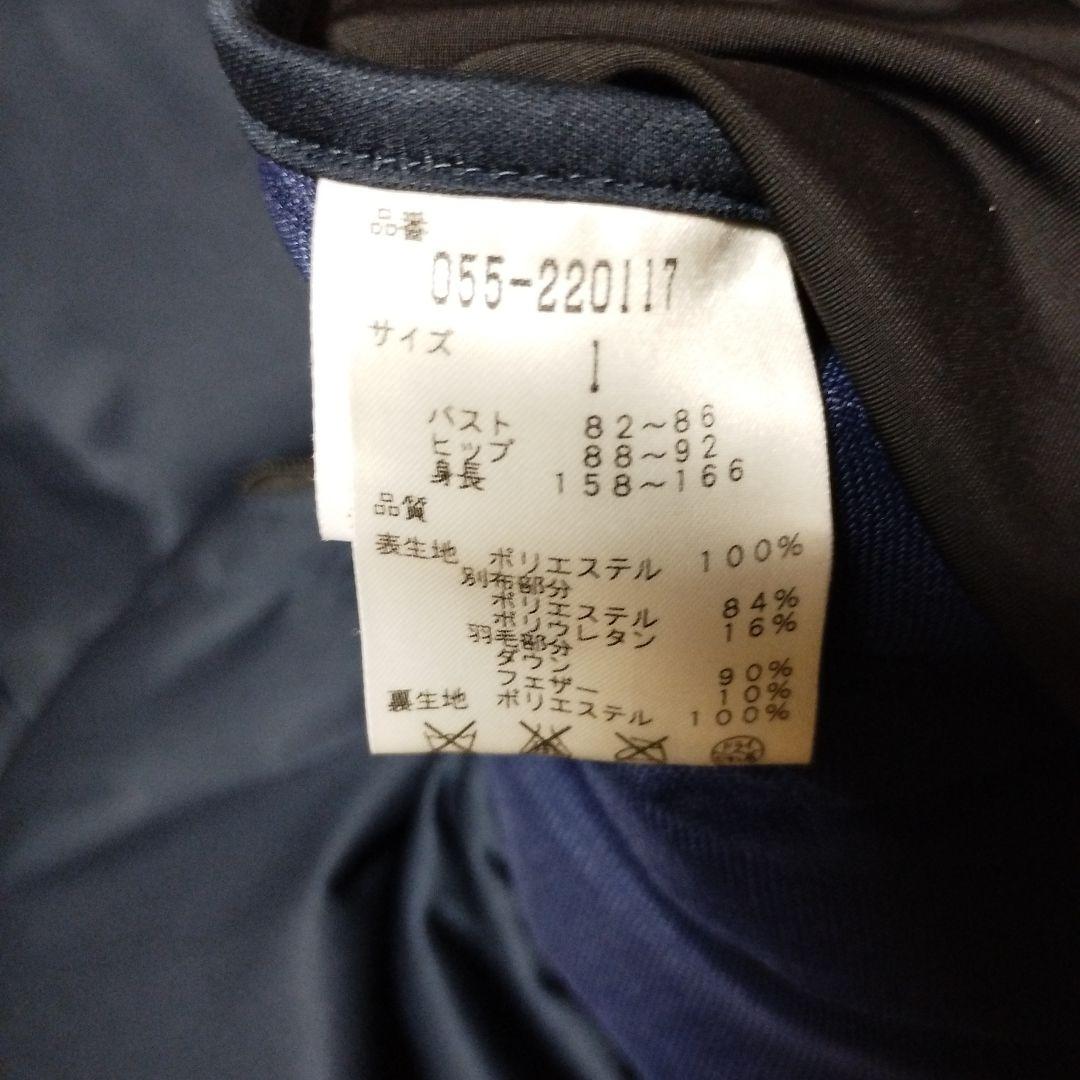 品番
055-220117
サイズ 1
バスト 82～86
ヒップ 88～92
身長 158～166
品質
表生地 ポリエステル 100%
別布部分
ポリエステル 84%
ポリウレタン 16%
羽毛部分
ダウン 90%
フェザー 10%
裏生地 ポリエステル 100%
ドライ